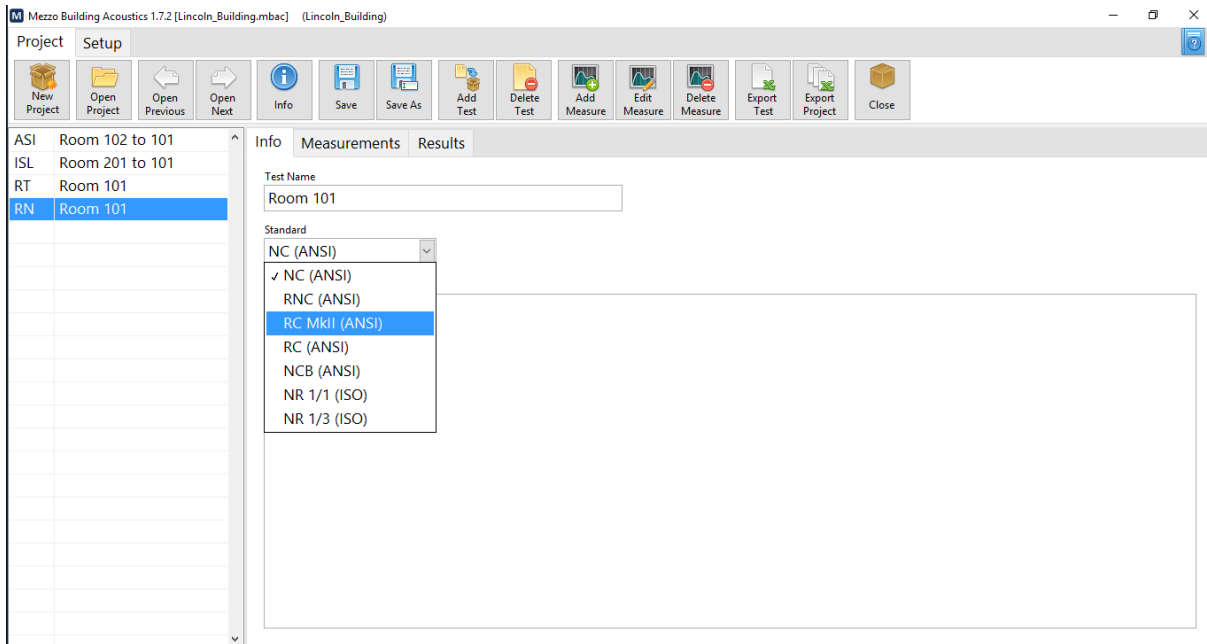 M Mezzo Building Acoustics 1.7.2 [Lincoln_Building.mbac] (Lincoln_Building)
Project Setup
New Project
Open Project
Open Previous
Open Next
Info
Save
Save As
Add Test
Delete Test
Add Measure
Edit Measure
Delete Measure
Export Test
Export Project
Close
ASI Room 102 to 101
ISL Room 201 to 101
RT Room 101
RN Room 101
Info Measurements Results
Test Name
Room 101
Standard
NC (ANSI)
✓ NC (ANSI)
RNC (ANSI)
RC MkII (ANSI)
RC (ANSI)
NCB (ANSI)
NR 1/1 (ISO)
NR 1/3 (ISO)